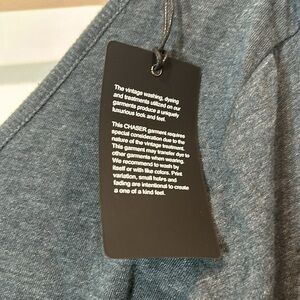 The vintage washing, dyeing
and treatments utilized on our
garments produce a uniquely
luxurious look and feel.
This CHASER garment requires
special consideration due to the
nature of the vintage treatment.
This garment may transfer dye to
other garments when wearing.
We recommend to wash by
itself or with like colors. Print
variation, small holes and
fading are intentional to create
a one of a kind feel.